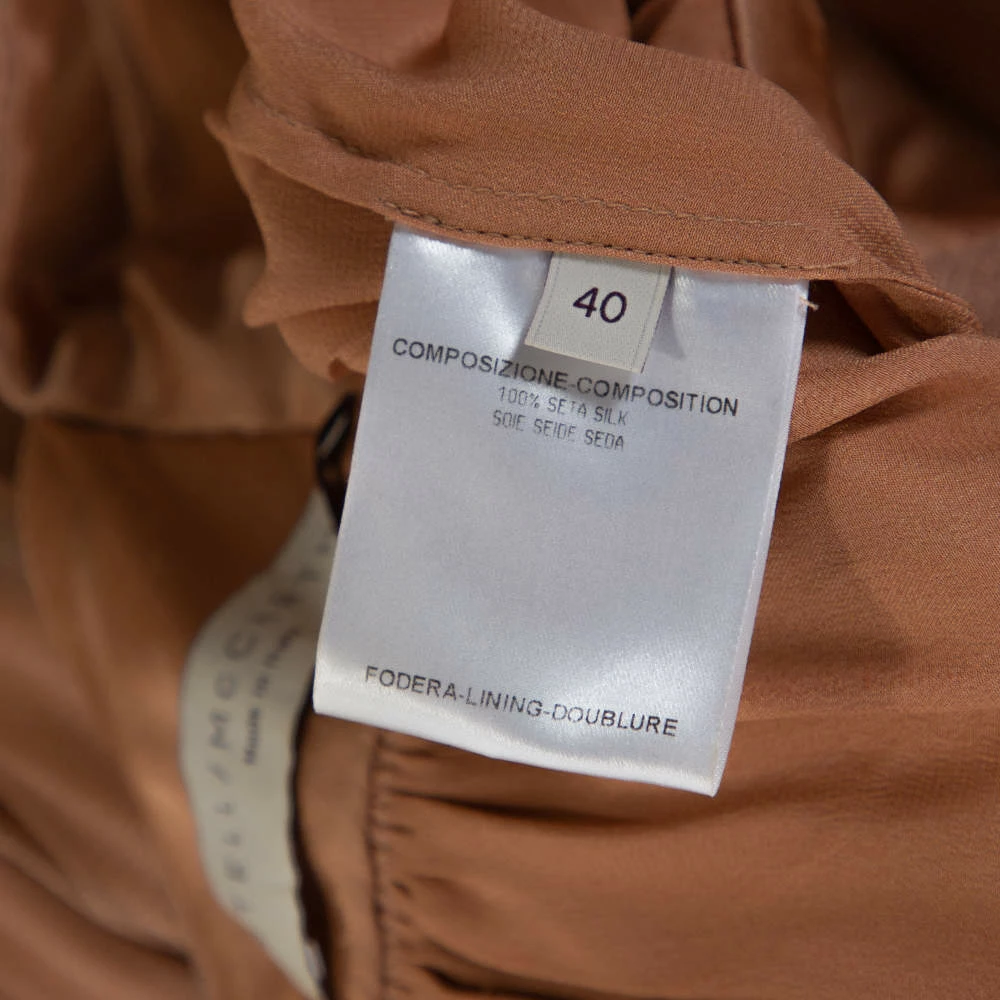 40
COMPOSIZIONE-COMPOSITION
100% SETA SILK
SOIE SEIDE SEDA
FODERA-LINING-DOUBLURE